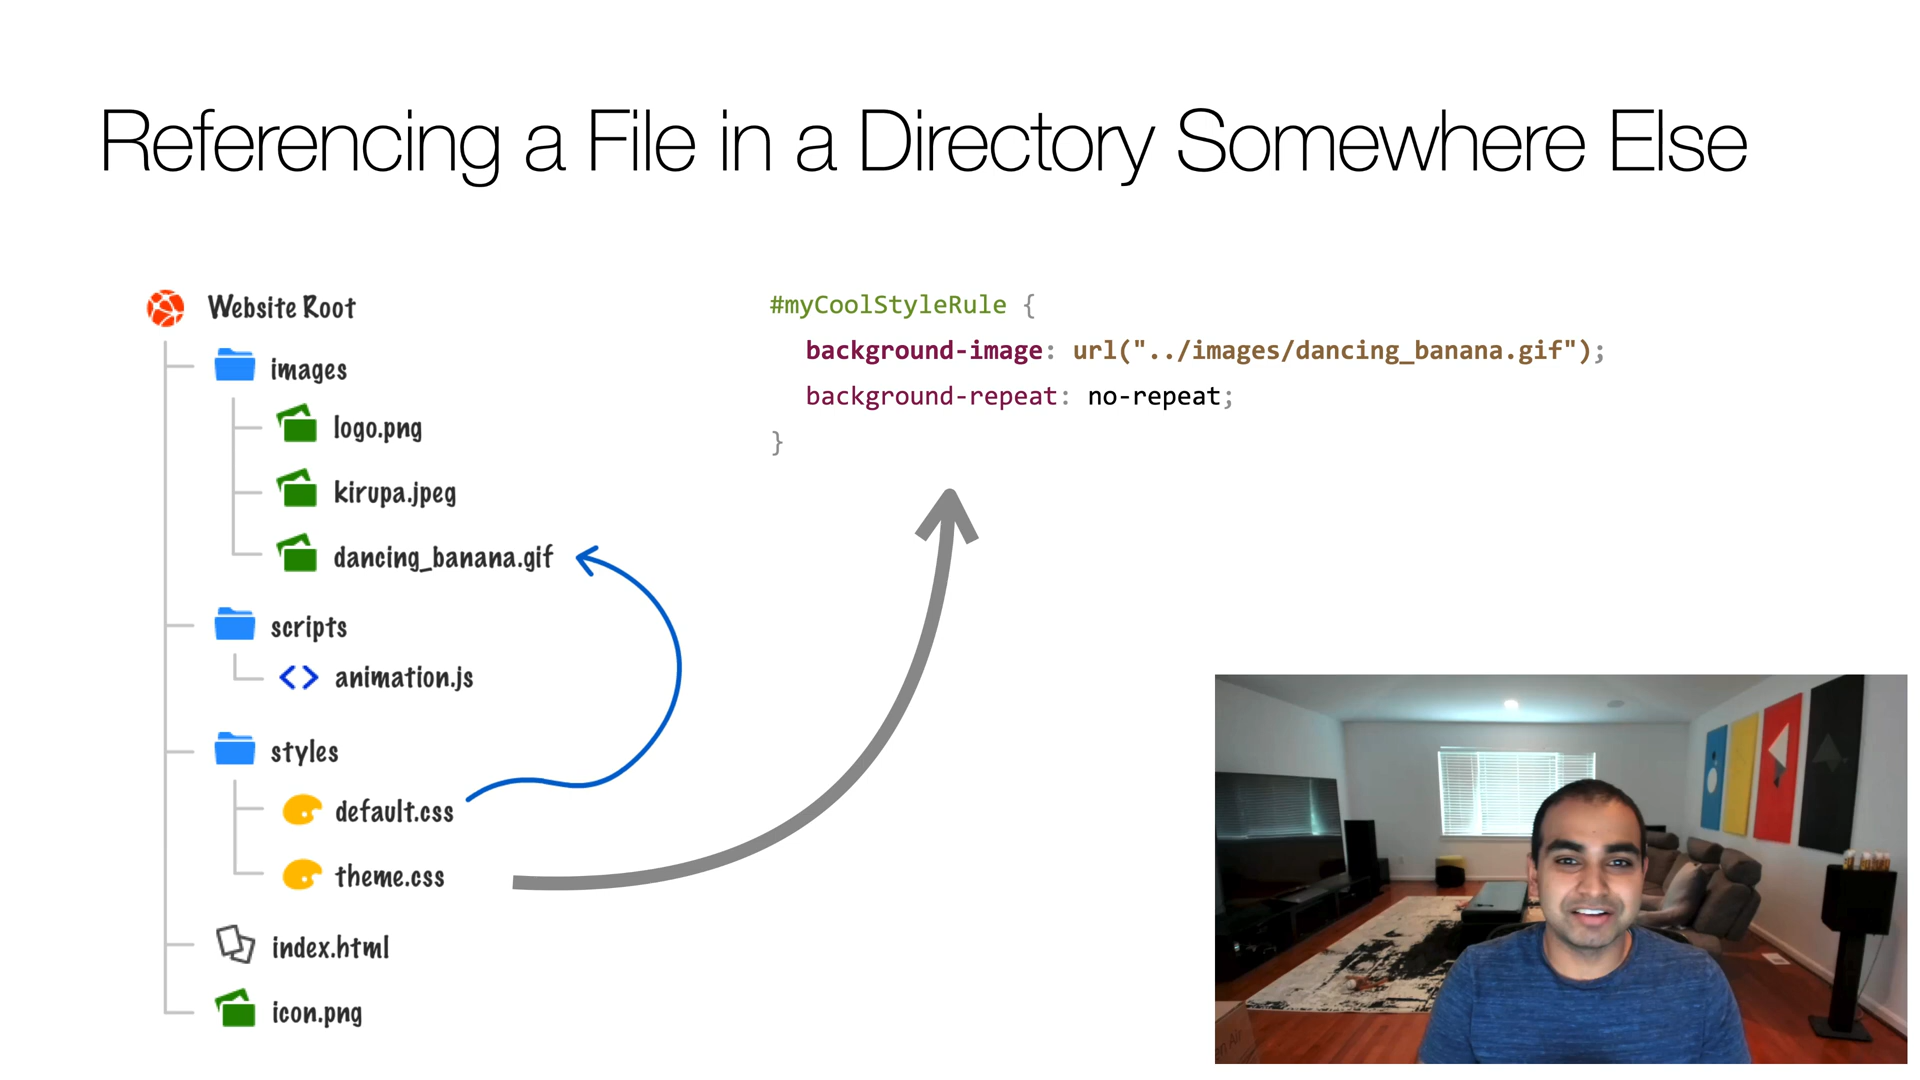 Referencing a File in a Directory Somewhere Else
Website Root
images
logo.png
kirupa.jpeg
dancing_banana.gif
scripts
animation.js
styles
default.css
theme.css
index.html
icon.png
#myCoolStyleRule {
background-image: url("../images/dancing_banana.gif");
background-repeat: no-repeat;
}